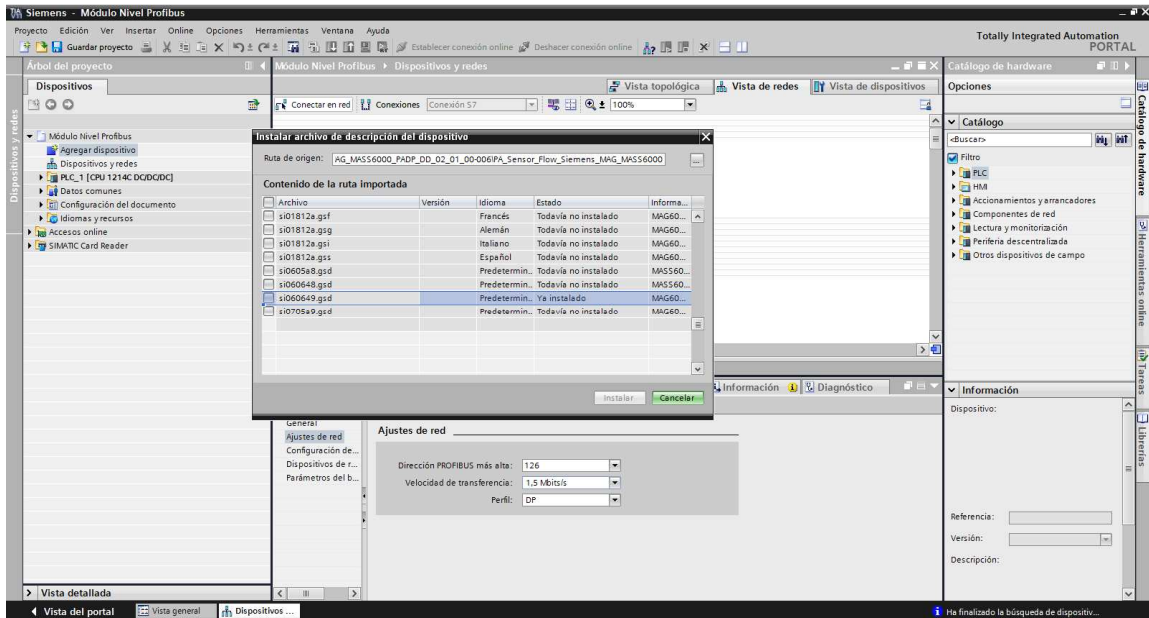 Siemens - Módulo Nivel Profibus
Proyecto Edición Ver Insertar Online Opciones Herramientas Ventana Ayuda
Guardar proyecto
Establecer conexión online
Deshacer conexión online
Totally Integrated Automation
PORTAL
Árbol del proyecto
Módulo Nivel Profibus
Dispositivos y redes
Catálogo de hardware
Dispositivos
Vista topológica
Vista de redes
Vista de dispositivos
Opciones
Conectar en red
Conexiones
Conexión S7
100%
Módulo Nivel Profibus
Agregar dispositivo
Dispositivos y redes
PLC_1 [CPU 1214C DC/DC/DC]
Datos comunes
Configuración del documento
Idiomas y recursos
Accesos online
SIMATIC Card Reader
Dispositivos y redes
Instalar archivo de descripción del dispositivo
Ruta de origen: AG_MASS6000_PADP_DD_02_01_00-006\PA_Sensor_Flow_Siemens_MAG_MASS6000
Contenido de la ruta importada
Archivo Versión Idioma Estado Informa...
si01812a.gsf Francés Todavía no instalado MAG60...
si01812a.gsg Alemán Todavía no instalado MAG60...
si01812a.gsi Italiano Todavía no instalado MAG60...
si01812a.gss Español Todavía no instalado MAG60...
si0605a8.gsd Predetermin... Todavía no instalado MASS60...
si060648.gsd Predetermin... Todavía no instalado MASS60...
si060649.gsd Predetermin... Ya instalado MAG60...
si0705a9.gsd Predetermin... Todavía no instalado MAG60...
Instalar
Cancelar
Información
Diagnóstico
General
Ajustes de red
Configuración de...
Dispositivos de r...
Parámetros del b...
Ajustes de red
Dirección PROFIBUS más alta: 126
Velocidad de transferencia: 1,5 Mbits/s
Perfil: DP
Catálogo
<Buscar>
Filtro
PLC
HMI
Accionamientos y arrancadores
Componentes de red
Lectura y monitorización
Periferia descentralizada
Otros dispositivos de campo
Información
Dispositivo:
Referencia:
Versión:
Descripción:
Catálogo de hardware
Herramientas online
Tareas
Librerías
Vista detallada
Vista del portal
Vista general
Dispositivos ...
Ha finalizado la búsqueda de dispositiv...